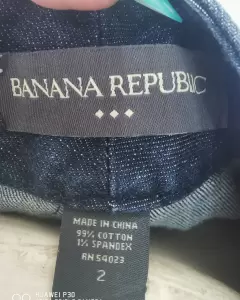 BANANA REPUBLIC
MADE IN CHINA
99% COTTON
1% SPANDEX
RN 54023
2
HUAWEI P30